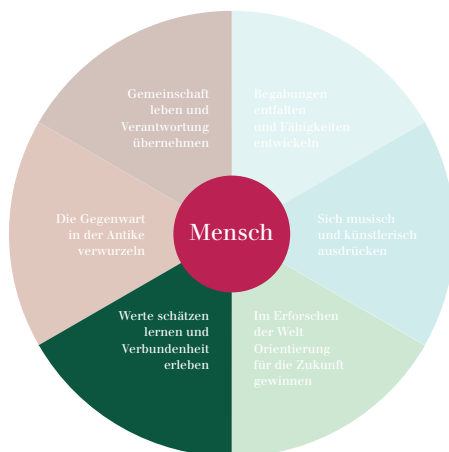 Gemeinschaft
leben und
Verantwortung
übernehmen
Begabungen
entfalten
und Fähigkeiten
entwickeln
Die Gegenwart
in der Antike
verwurzeln
Mensch
Sich musisch
und künstlerisch
ausdrücken
Werte schätzen
lernen und
Verbundenheit
erleben
Im Erforschen
der Welt
Orientierung
für die Zukunft
gewinnen